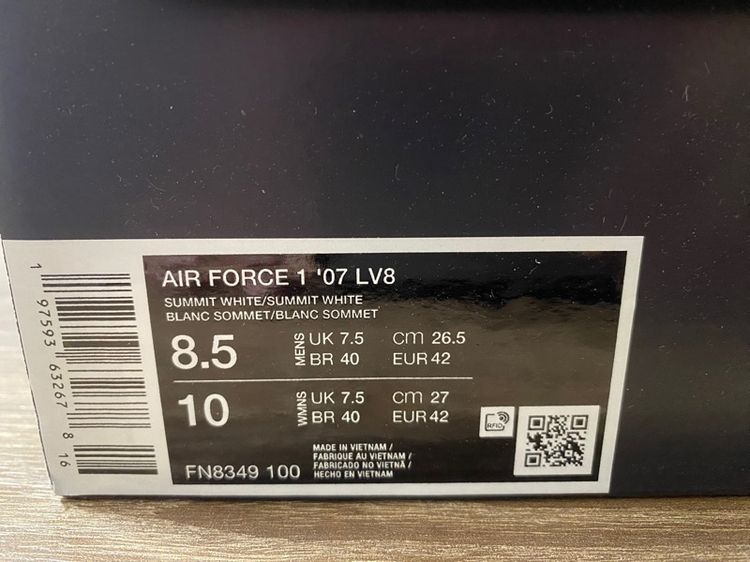 AIR FORCE 1 '07 LV8
SUMMIT WHITE/SUMMIT WHITE
BLANC SOMMET/BLANC SOMMET
8.5 MENS UK 7.5 CM 26.5
BR 40 EUR 42
10 WMNS UK 7.5 CM 27
BR 40 EUR 42
RFID
MADE IN VIETNAM /
FABRIQUE AU VIETNAM /
FABRICADO NO VIETNÃ /
HECHO EN VIETNAM
FN8349 100
1 97593 63267 8 16